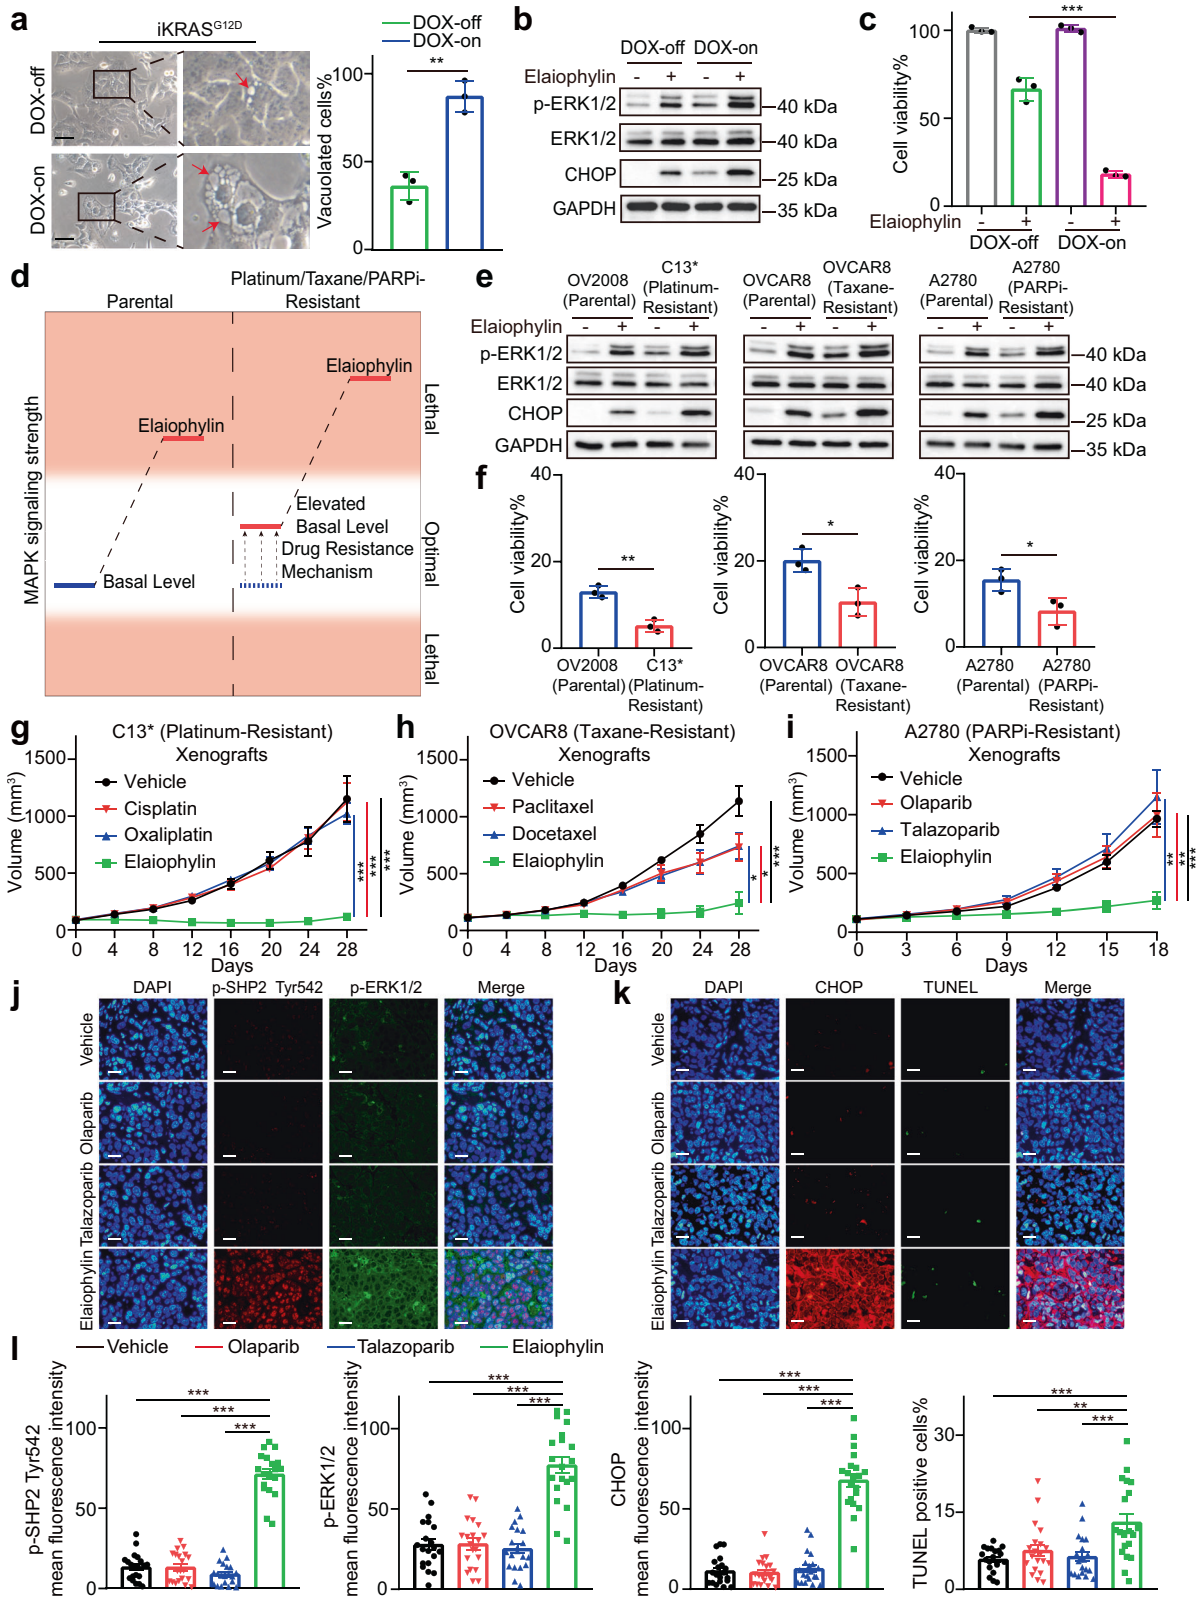 a
iKRASG12D
DOX-off
DOX-on
DOX-off
DOX-on
Vacuolated cells%
100
50
0
**
b
DOX-off DOX-on
Elaiophylin - + - +
p-ERK1/2 40 kDa
ERK1/2 40 kDa
CHOP 25 kDa
GAPDH 35 kDa
c
***
Cell viability%
100
50
0
Elaiophylin - + - +
DOX-off DOX-on
d
Parental
Platinum/Taxane/PARPi-
Resistant
MAPK signaling strength
Elaiophylin
Elaiophylin
Basal Level
Elevated
Basal Level
Drug Resistance
Mechanism
Lethal
Optimal
Lethal
e
OV2008
(Parental)
C13*
(Platinum-
Resistant)
OVCAR8
(Parental)
OVCAR8
(Taxane-
Resistant)
A2780
(Parental)
A2780
(PARPi-
Resistant)
Elaiophylin - + - + - + - + - + - +
p-ERK1/2 40 kDa
ERK1/2 40 kDa
CHOP 25 kDa
GAPDH 35 kDa
f
Cell viability%
40
20
0
**
OV2008
(Parental)
C13*
(Platinum-
Resistant)
Cell viability%
40
20
0
*
OVCAR8
(Parental)
OVCAR8
(Taxane-
Resistant)
Cell viability%
40
20
0
*
A2780
(Parental)
A2780
(PARPi-
Resistant)
g
C13* (Platinum-Resistant)
Xenografts
Volume (mm3)
1500
1000
500
0
Vehicle
Cisplatin
Oxaliplatin
Elaiophylin
*** *** ***
0 4 8 12 16 20 24 28
Days
h
OVCAR8 (Taxane-Resistant)
Xenografts
Volume (mm3)
1500
1000
500
0
Vehicle
Paclitaxel
Docetaxel
Elaiophylin
* * ***
0 4 8 12 16 20 24 28
Days
i
A2780 (PARPi-Resistant)
Xenografts
Volume (mm3)
1500
1000
500
0
Vehicle
Olaparib
Talazoparib
Elaiophylin
** ** ***
0 3 6 9 12 15 18
Days
j
DAPI p-SHP2 Tyr542 p-ERK1/2 Merge
Vehicle
Olaparib
Talazoparib
Elaiophylin
k
DAPI CHOP TUNEL Merge
Vehicle
Olaparib
Talazoparib
Elaiophylin
l
Vehicle Olaparib Talazoparib Elaiophylin
p-SHP2 Tyr542
mean fluorescence intensity
100
50
0
***
***
***
p-ERK1/2
mean fluorescence intensity
100
50
0
***
***
***
CHOP
mean fluorescence intensity
100
50
0
***
***
***
TUNEL positive cells%
30
15
0
***
**
***